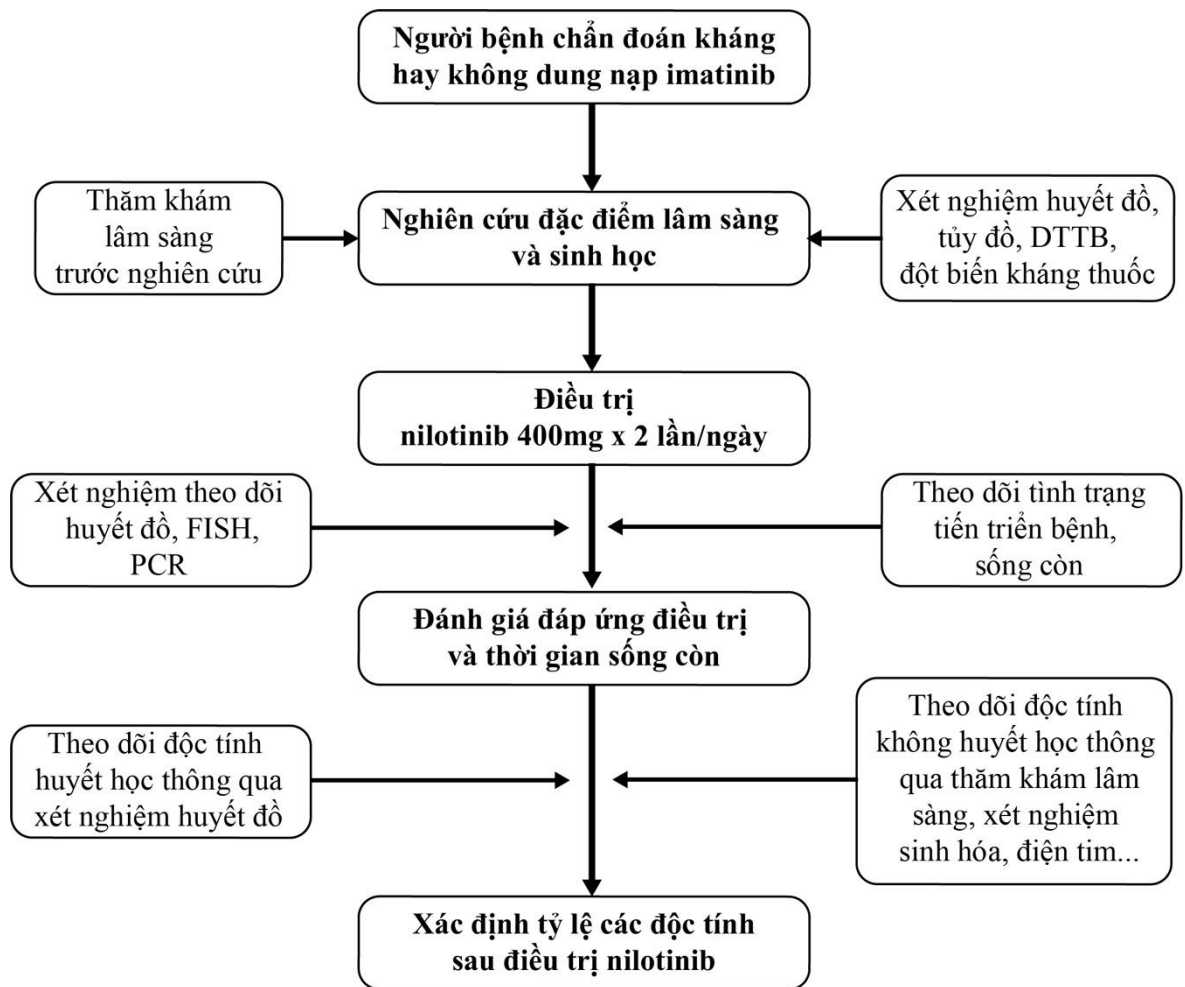 Người bệnh chẩn đoán kháng
hay không dung nạp imatinib
Thăm khám
lâm sàng
trước nghiên cứu
Nghiên cứu đặc điểm lâm sàng
và sinh học
Xét nghiệm huyết đồ,
tủy đồ, DTTB,
đột biến kháng thuốc
Điều trị
nilotinib 400mg x 2 lần/ngày
Xét nghiệm theo dõi
huyết đồ, FISH,
PCR
Theo dõi tình trạng
tiến triển bệnh,
sống còn
Đánh giá đáp ứng điều trị
và thời gian sống còn
Theo dõi độc tính
huyết học thông qua
xét nghiệm huyết đồ
Theo dõi độc tính
không huyết học thông
qua thăm khám lâm
sàng, xét nghiệm
sinh hóa, điện tim...
Xác định tỷ lệ các độc tính
sau điều trị nilotinib